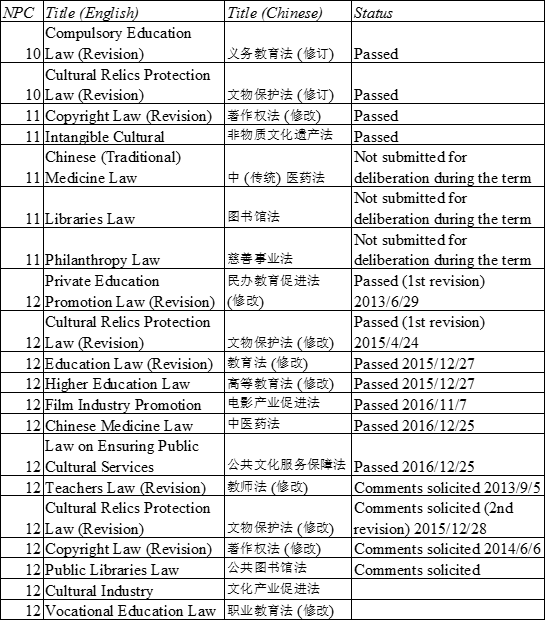 NPC Title (English) Title (Chinese) Status
Compulsory Education
10 Law (Revision) 义务教育法 (修订) Passed
Cultural Relics Protection
10 Law (Revision) 文物保护法 (修订) Passed
11 Copyright Law (Revision) 著作权法 (修改) Passed
11 Intangible Cultural 非物质文化遗产法 Passed
Chinese (Traditional) Not submitted for
11 Medicine Law 中 (传统) 医药法 deliberation during the term
Not submitted for
11 Libraries Law 图书馆法 deliberation during the term
Not submitted for
11 Philanthropy Law 慈善事业法 deliberation during the term
Private Education 民办教育促进法 Passed (1st revision)
12 Promotion Law (Revision) (修改) 2013/6/29
Cultural Relics Protection Passed (1st revision)
12 Law (Revision) 文物保护法 (修改) 2015/4/24
12 Education Law (Revision) 教育法 (修改) Passed 2015/12/27
12 Higher Education Law 高等教育法 (修改) Passed 2015/12/27
12 Film Industry Promotion 电影产业促进法 Passed 2016/11/7
12 Chinese Medicine Law 中医药法 Passed 2016/12/25
Law on Ensuring Public
12 Cultural Services 公共文化服务保障法 Passed 2016/12/25
12 Teachers Law (Revision) 教师法 (修改) Comments solicited 2013/9/5
Cultural Relics Protection Comments solicited (2nd
12 Law (Revision) 文物保护法 (修改) revision) 2015/12/28
12 Copyright Law (Revision) 著作权法 (修改) Comments solicited 2014/6/6
12 Public Libraries Law 公共图书馆法 Comments solicited
12 Cultural Industry 文化产业促进法
12 Vocational Education Law 职业教育法 (修改)